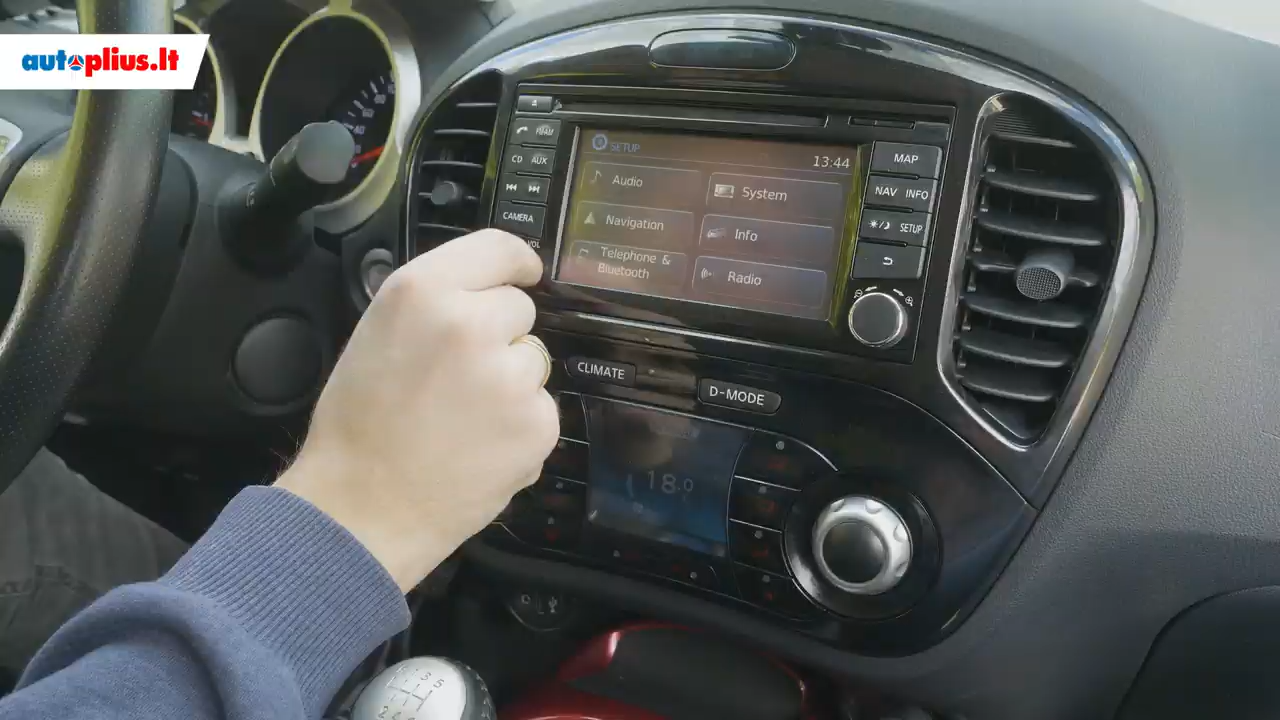 autoplius.lt
CD AUX
CAMERA
VOL
SETUP
13:44
Audio
System
Navigation
Info
Telephone &
Bluetooth
Radio
MAP
NAV INFO
SETUP
CLIMATE
D-MODE
18.0